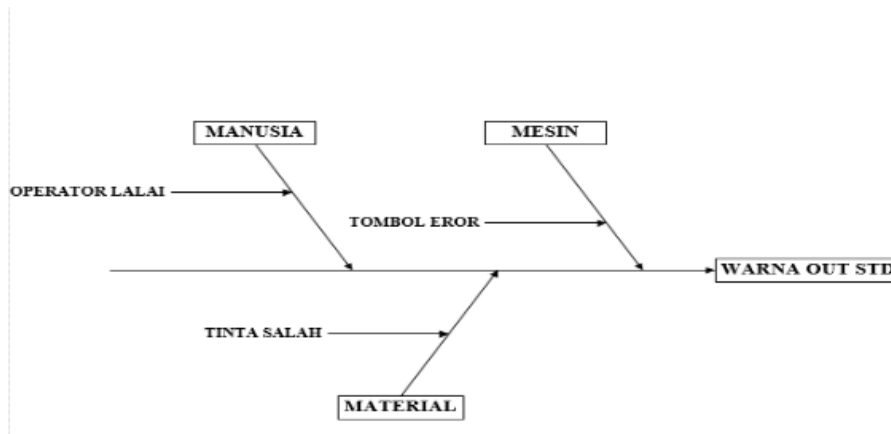 MANUSIA
MESIN
OPERATOR LALAI
TOMBOL EROR
WARNA OUT STD
TINTA SALAH
MATERIAL